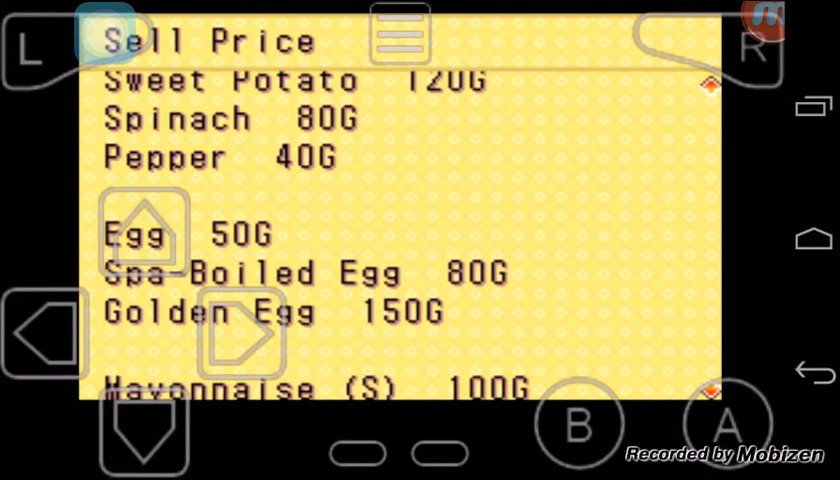 L
Sell Price
R
Sweet Potato 120G
Spinach 80G
Pepper 40G
Egg 50G
Spa Boiled Egg 80G
Golden Egg 150G
Mayonnaise (S) 100G
B
A
Recorded by Mobizen